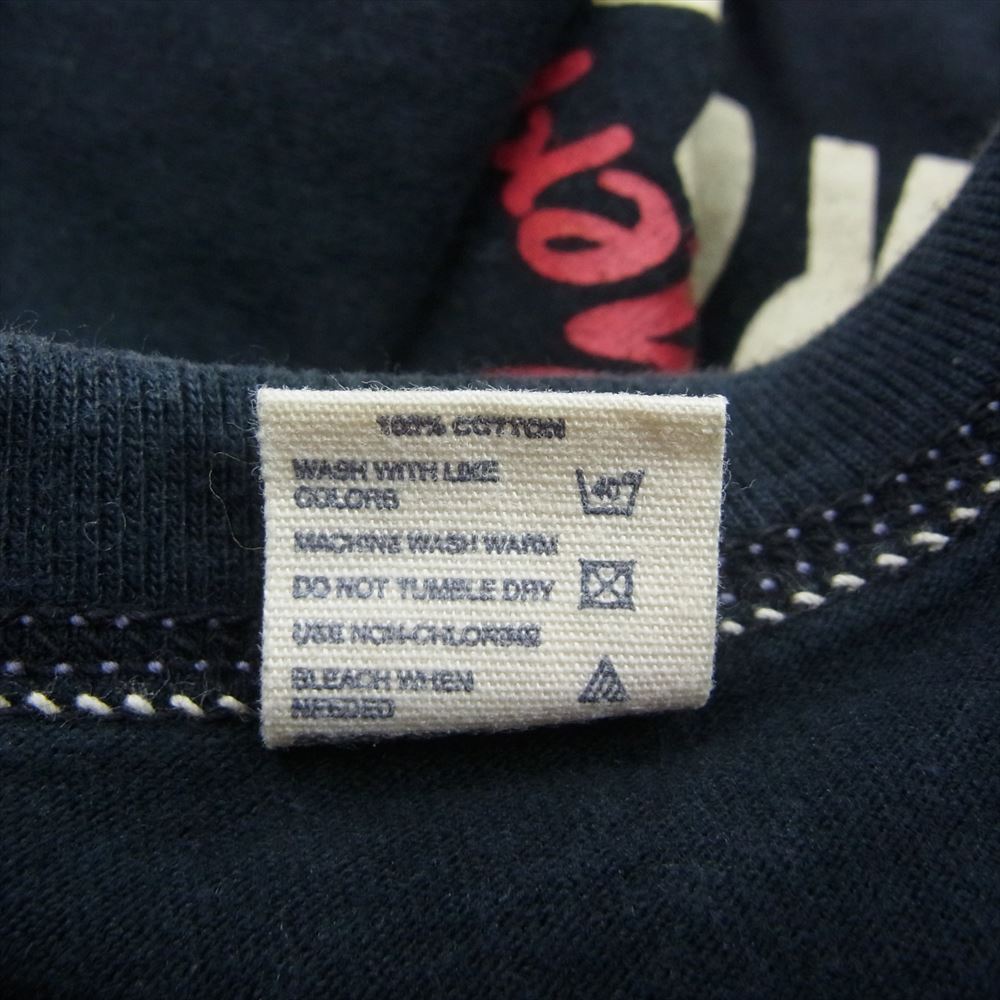 100% COTTON
WASH WITH LIKE
COLORS
40
MACHINE WASH WARM
DO NOT TUMBLE DRY
USE NON-CHLORINE
BLEACH WHEN
NEEDED